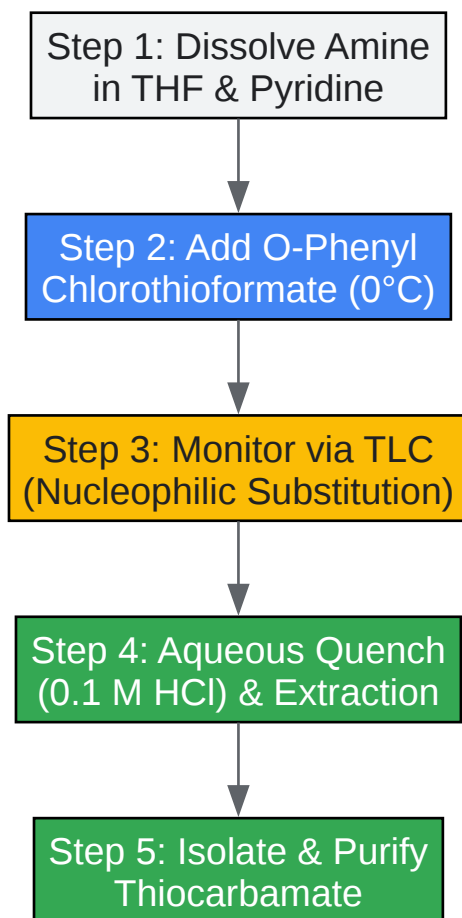 Step 1: Dissolve Amine
in THF & Pyridine
Step 2: Add O-Phenyl
Chlorothioformate (0°C)
Step 3: Monitor via TLC
(Nucleophilic Substitution)
Step 4: Aqueous Quench
(0.1 M HCl) & Extraction
Step 5: Isolate & Purify
Thiocarbamate